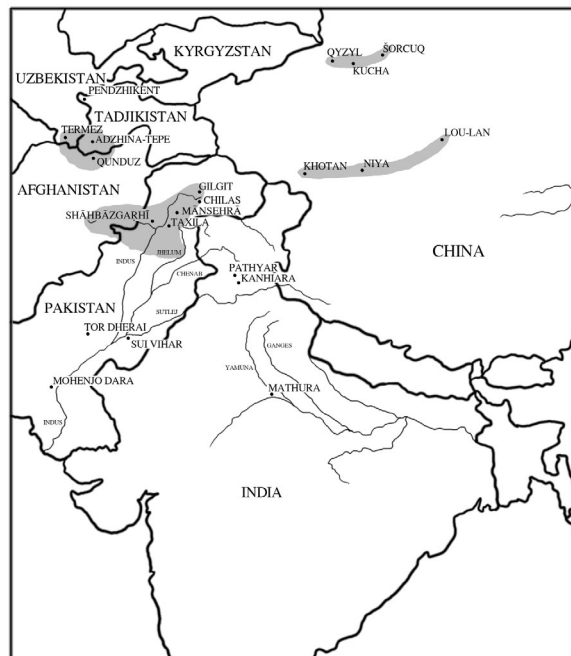 QYZYL
ŠORCUQ
KYRGYZSTAN
KUCHA
UZBEKISTAN
PENDZHIKENT
TADJIKISTAN
TERMEZ
ADZHINA-TEPE
LOU-LAN
QUNDUZ
KHOTAN
NIYA
AFGHANISTAN
GILGIT
CHILAS
SHĀHBĀZGARHĪ
MĀNSEHRĀ
TAXILA
CHINA
JHELUM
INDUS
CHENAB
PATHYAR
KANHIARA
PAKISTAN
SUTLEJ
TOR DHERAI
SUI VIHAR
GANGES
YAMUNA
MOHENJO DARA
MATHURA
INDUS
INDIA